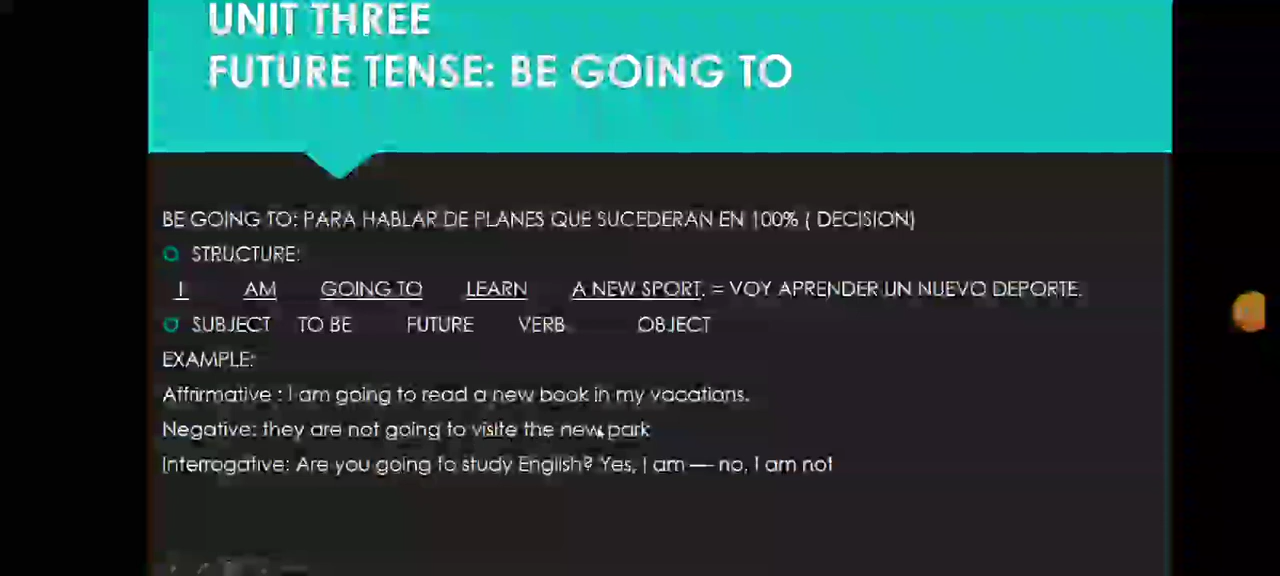 UNIT THREE
FUTURE TENSE: BE GOING TO
BE GOING TO: PARA HABLAR DE PLANES QUE SUCEDERAN EN 100% ( DECISION)
STRUCTURE:
I AM GOING TO LEARN A NEW SPORT. = VOY APRENDER UN NUEVO DEPORTE.
SUBJECT TO BE FUTURE VERB OBJECT
EXAMPLE:
Affirmative : I am going to read a new book in my vacations.
Negative: they are not going to visite the new park
Interrogative: Are you going to study English? Yes, I am — no, I am not